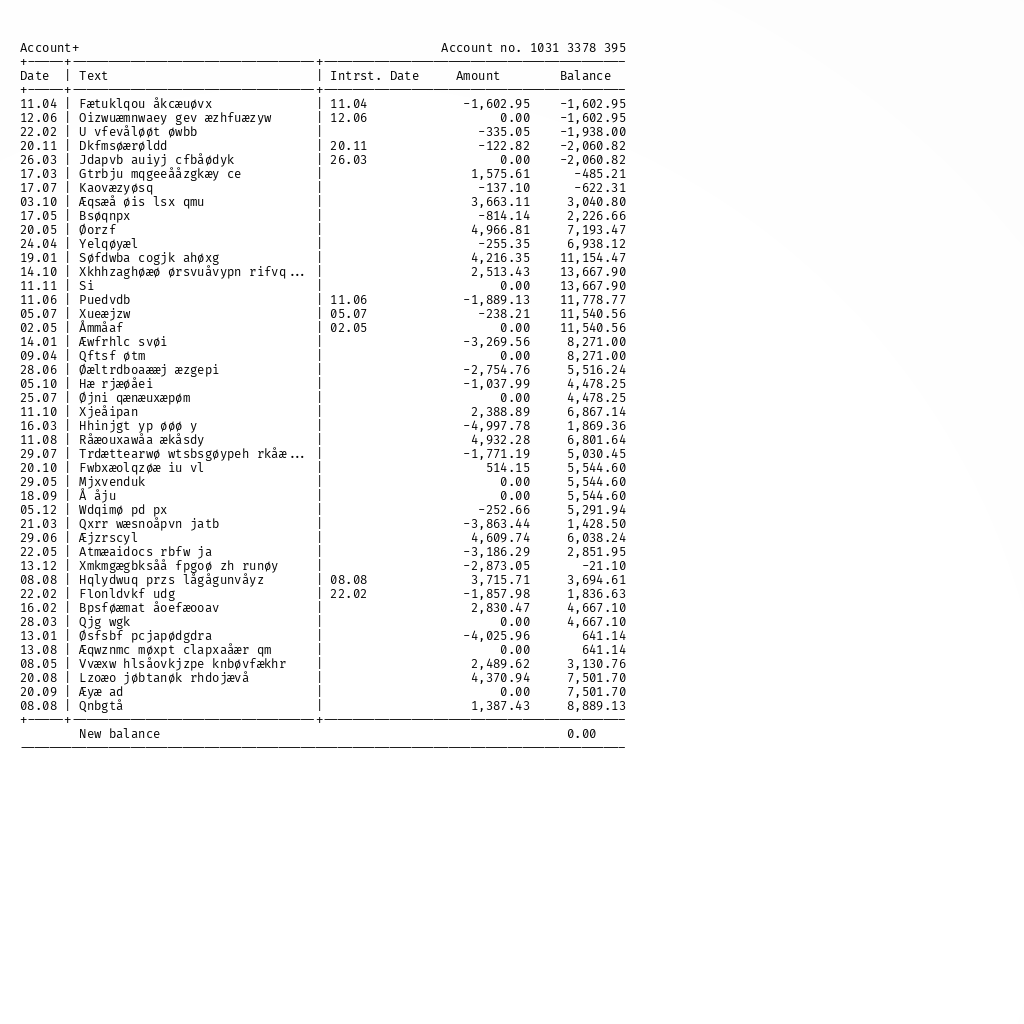 Account+ Account no. 1031 3378 395
Date | Text | Intrst. Date Amount Balance
11.04 | Fætuklqou åkcæuøvx | 11.04 -1,602.95 -1,602.95
12.06 | Oizwuæmnwaey gev æzhfuæzyw | 12.06 0.00 -1,602.95
22.02 | U vfevåløøt øwbb | -335.05 -1,938.00
20.11 | Dkfmsøærøldd | 20.11 -122.82 -2,060.82
26.03 | Jdapvb auiyj cfbåødyk | 26.03 0.00 -2,060.82
17.03 | Gtrbju mqgeeååzgkæy ce | 1,575.61 -485.21
17.07 | Kaovæzyøsq | -137.10 -622.31
03.10 | Æqsæå øis lsx qmu | 3,663.11 3,040.80
17.05 | Bsøqnpx | -814.14 2,226.66
20.05 | Øorzf | 4,966.81 7,193.47
24.04 | Yelqøyæl | -255.35 6,938.12
19.01 | Søfdwba cogjk ahøxg | 4,216.35 11,154.47
14.10 | Xkhhzaghøæø ørsvuåvypn rifvq... | 2,513.43 13,667.90
11.11 | Si | 0.00 13,667.90
11.06 | Puedvdb | 11.06 -1,889.13 11,778.77
05.07 | Xueæjzw | 05.07 -238.21 11,540.56
02.05 | Åmmåaf | 02.05 0.00 11,540.56
14.01 | Æwfrhlc svøi | -3,269.56 8,271.00
09.04 | Qftsf øtm | 0.00 8,271.00
28.06 | Øæltrdboaææj æzgepi | -2,754.76 5,516.24
05.10 | Hæ rjæøåei | -1,037.99 4,478.25
25.07 | Øjni qænæuxæpøm | 0.00 4,478.25
11.10 | Xjeåipan | 2,388.89 6,867.14
16.03 | Hhinjgt yp øøø y | -4,997.78 1,869.36
11.08 | Råæouxawåa ækåsdy | 4,932.28 6,801.64
29.07 | Trdættearwø wtsbsgøypeh rkåæ... | -1,771.19 5,030.45
20.10 | Fwbxæolqzøæ iu vl | 514.15 5,544.60
29.05 | Mjxvenduk | 0.00 5,544.60
18.09 | Å åju | 0.00 5,544.60
05.12 | Wdqimø pd px | -252.66 5,291.94
21.03 | Qxrr wæsnoåpvn jatb | -3,863.44 1,428.50
29.06 | Æjzrscyl | 4,609.74 6,038.24
22.05 | Atmæaidocs rbfw ja | -3,186.29 2,851.95
13.12 | Xmkmgægbksåå fpgoø zh runøy | -2,873.05 -21.10
08.08 | Hqlydwuq przs lågågunvåyz | 08.08 3,715.71 3,694.61
22.02 | Flonldvkf udg | 22.02 -1,857.98 1,836.63
16.02 | Bpsføæmat åoefæooav | 2,830.47 4,667.10
28.03 | Qjg wgk | 0.00 4,667.10
13.01 | Øsfsbf pcjapødgdra | -4,025.96 641.14
13.08 | Æqwznmc møxpt clapxaåær qm | 0.00 641.14
08.05 | Vvæxw hlsåovkjzpe knbøvfækhr | 2,489.62 3,130.76
20.08 | Lzoæo jøbtanøk rhdojævå | 4,370.94 7,501.70
20.09 | Æyæ ad | 0.00 7,501.70
08.08 | Qnbgtå | 1,387.43 8,889.13
New balance 0.00